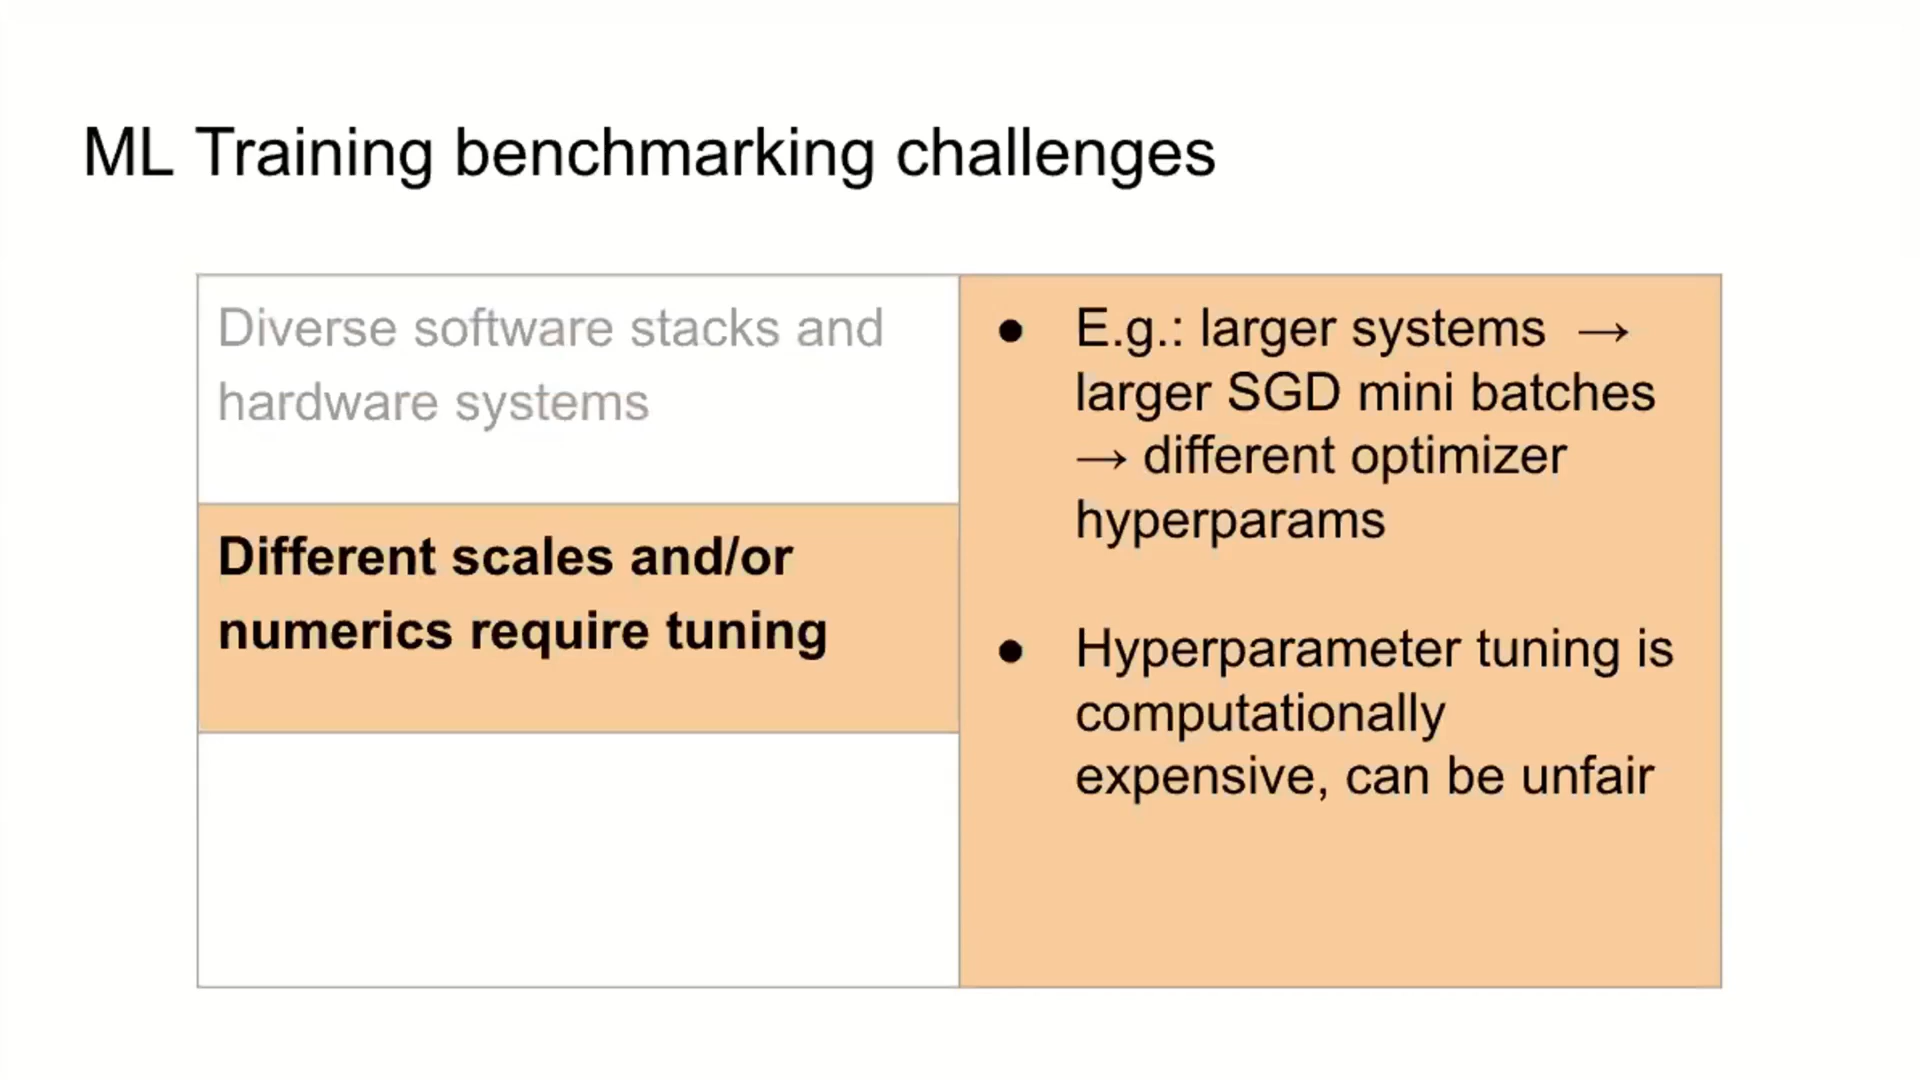 ML Training benchmarking challenges
Diverse software stacks and
hardware systems
Different scales and/or
numerics require tuning
● E.g.: larger systems →
larger SGD mini batches
→ different optimizer
hyperparams
● Hyperparameter tuning is
computationally
expensive, can be unfair